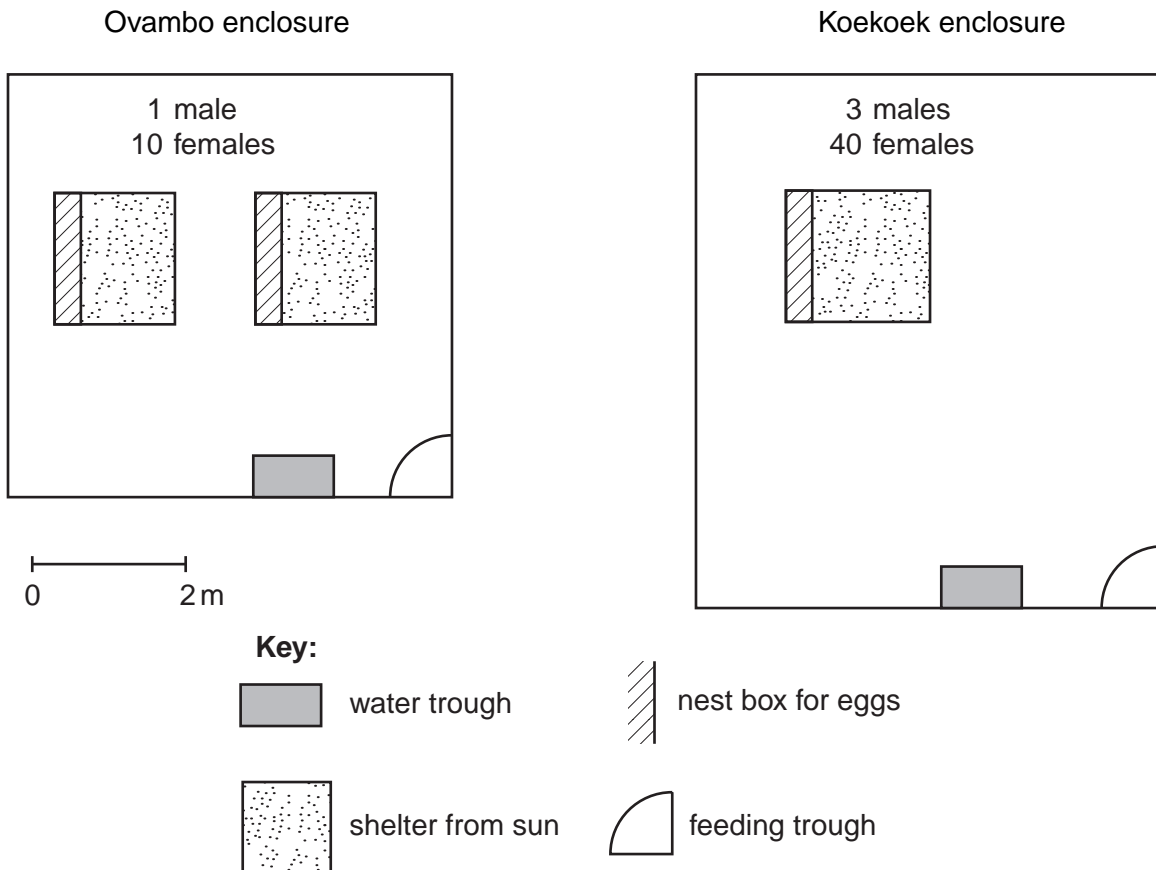 Ovambo enclosure
Koekoek enclosure
1 male
10 females
3 males
40 females
0
2 m
Key:
water trough
nest box for eggs
shelter from sun
feeding trough